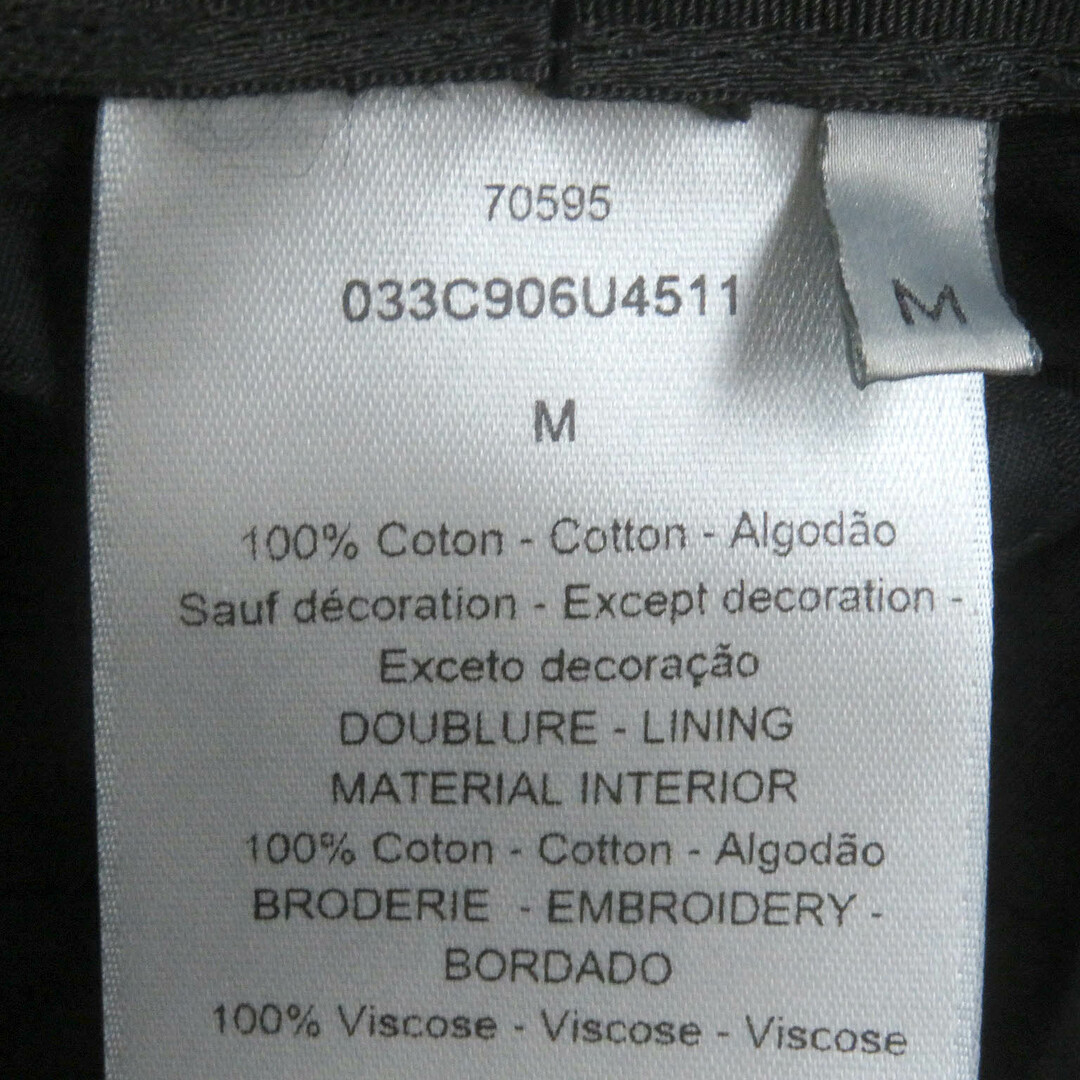 70595
033C906U4511
M
M
100% Coton - Cotton - Algodão
Sauf décoration - Except decoration -
Exceto decoração
DOUBLURE - LINING
MATERIAL INTERIOR
100% Coton - Cotton - Algodão
BRODERIE - EMBROIDERY -
BORDADO
100% Viscose - Viscose - Viscose